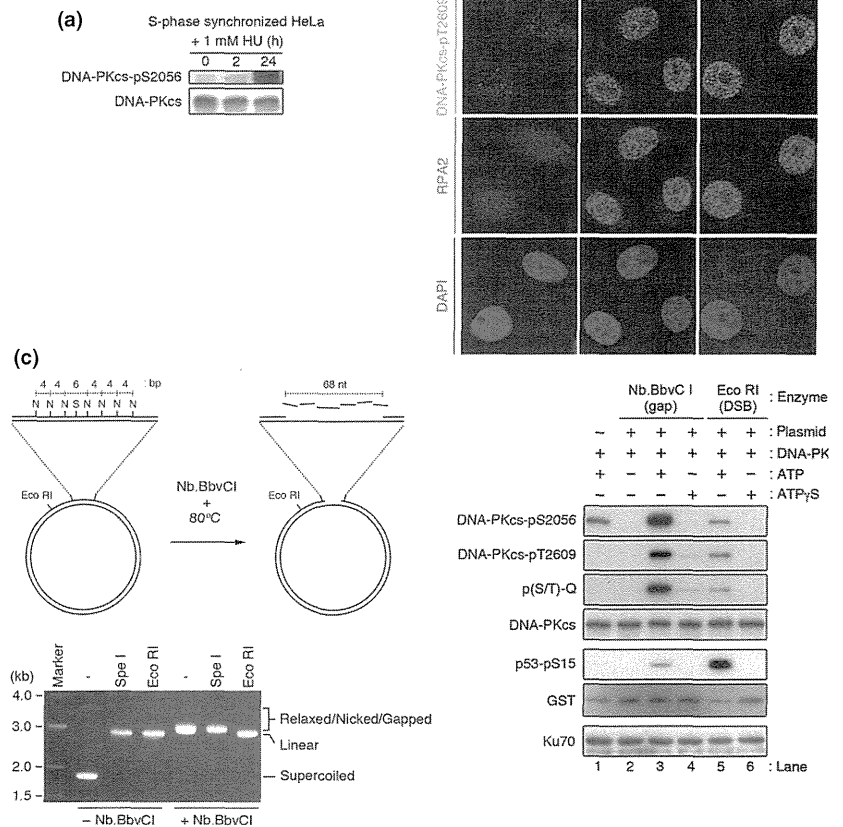 (a)
S-phase synchronized HeLa
+ 1 mM HU (h)
0 2 24
DNA-PKcs-pS2056
DNA-PKcs
DNA-PKcs-pT2609
RPA2
DAPI
(c)
4 4 6 4 4 4 : bp
N N N S N N N N
68 nt
Eco RI
Nb.BbvCI
+
80°C
Eco RI
(kb)
Marker
-
Spe I
Eco RI
-
Spe I
Eco RI
4.0
3.0
2.0
1.5
Relaxed/Nicked/Gapped
Linear
Supercoiled
– Nb.BbvCI
+ Nb.BbvCI
Nb.BbvC I (gap) Eco RI (DSB) : Enzyme
– + + + + + : Plasmid
+ + + + + + : DNA-PK
+ – + – + – : ATP
– – – + – + : ATPγS
DNA-PKcs-pS2056
DNA-PKcs-pT2609
p(S/T)-Q
DNA-PKcs
p53-pS15
GST
Ku70
1 2 3 4 5 6 : Lane